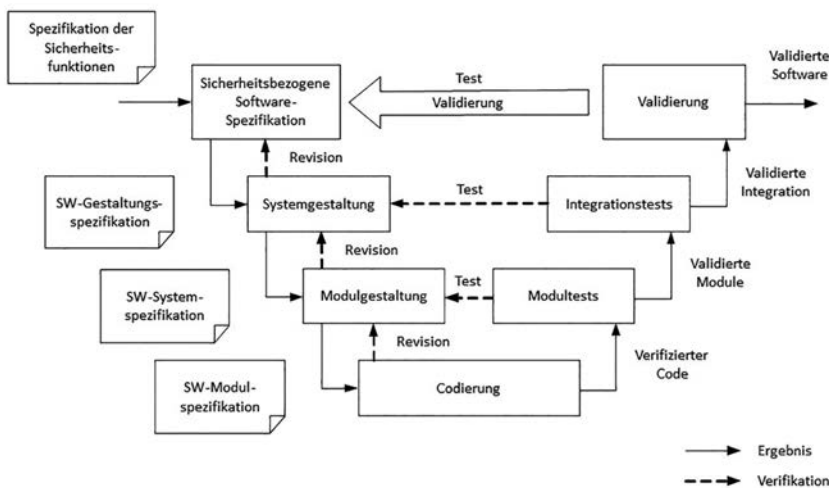 Spezifikation der
Sicherheits-
funktionen
Sicherheitsbezogene
Software-
Spezifikation
Test
Validierung
Validierung
Validierte
Software
Revision
Validierte
Integration
SW-Gestaltungs-
spezifikation
Systemgestaltung
Test
Integrationstests
Revision
Validierte
Module
SW-System-
spezifikation
Modulgestaltung
Test
Modultests
Revision
Verifizierter
Code
SW-Modul-
spezifikation
Codierung
Ergebnis
Verifikation